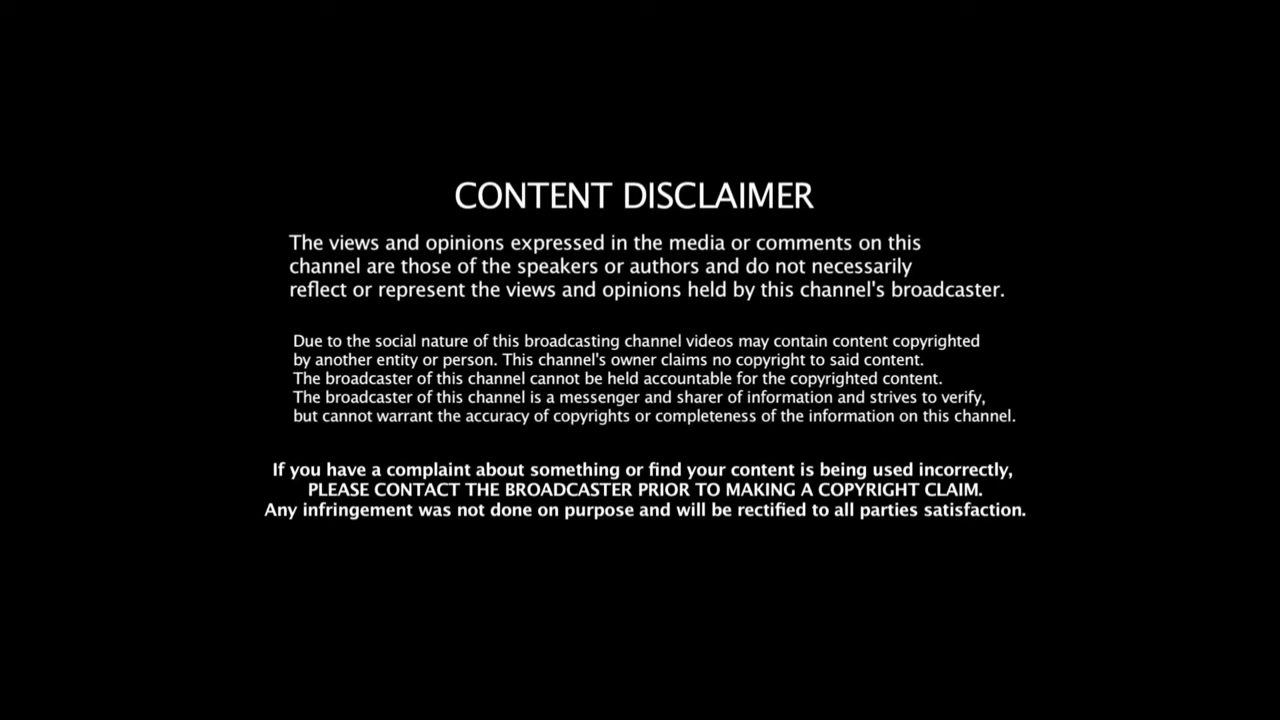 CONTENT DISCLAIMER
The views and opinions expressed in the media or comments on this
channel are those of the speakers or authors and do not necessarily
reflect or represent the views and opinions held by this channel's broadcaster.
Due to the social nature of this broadcasting channel videos may contain content copyrighted
by another entity or person. This channel's owner claims no copyright to said content.
The broadcaster of this channel cannot be held accountable for the copyrighted content.
The broadcaster of this channel is a messenger and sharer of information and strives to verify,
but cannot warrant the accuracy of copyrights or completeness of the information on this channel.
If you have a complaint about something or find your content is being used incorrectly,
PLEASE CONTACT THE BROADCASTER PRIOR TO MAKING A COPYRIGHT CLAIM.
Any infringement was not done on purpose and will be rectified to all parties satisfaction.